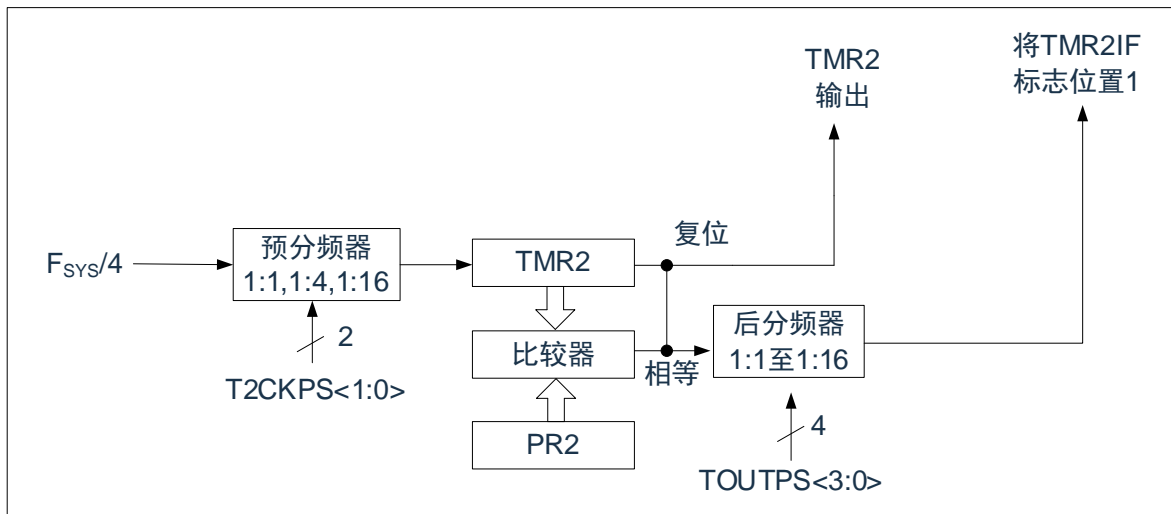 TMR2
输出
将TMR2IF
标志位置1
F_SYS/4
预分频器
1:1,1:4,1:16
2
T2CKPS<1:0>
TMR2
复位
比较器
相等
PR2
后分频器
1:1至1:16
4
TOUTPS<3:0>